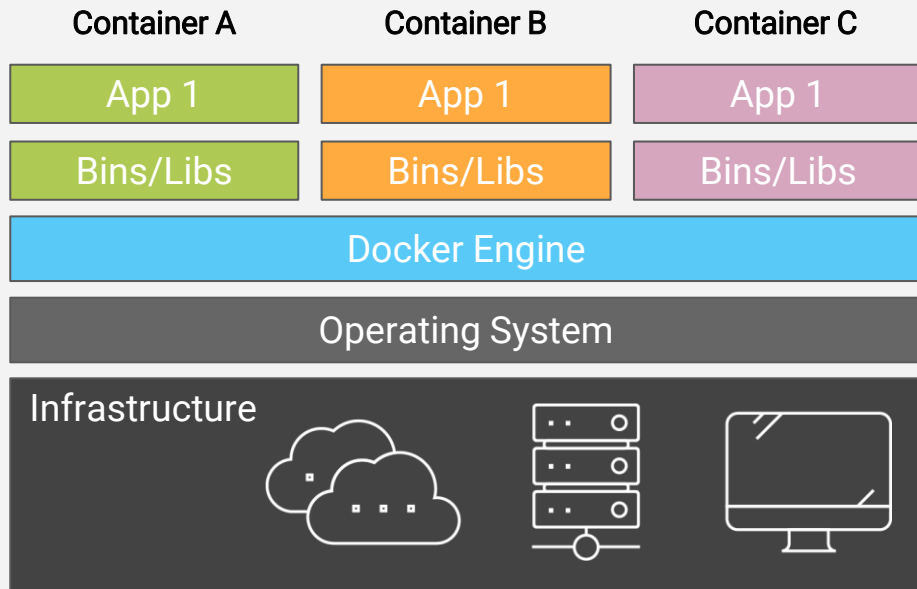 Container A
Container B
Container C
App 1
App 1
App 1
Bins/Libs
Bins/Libs
Bins/Libs
Docker Engine
Operating System
Infrastructure